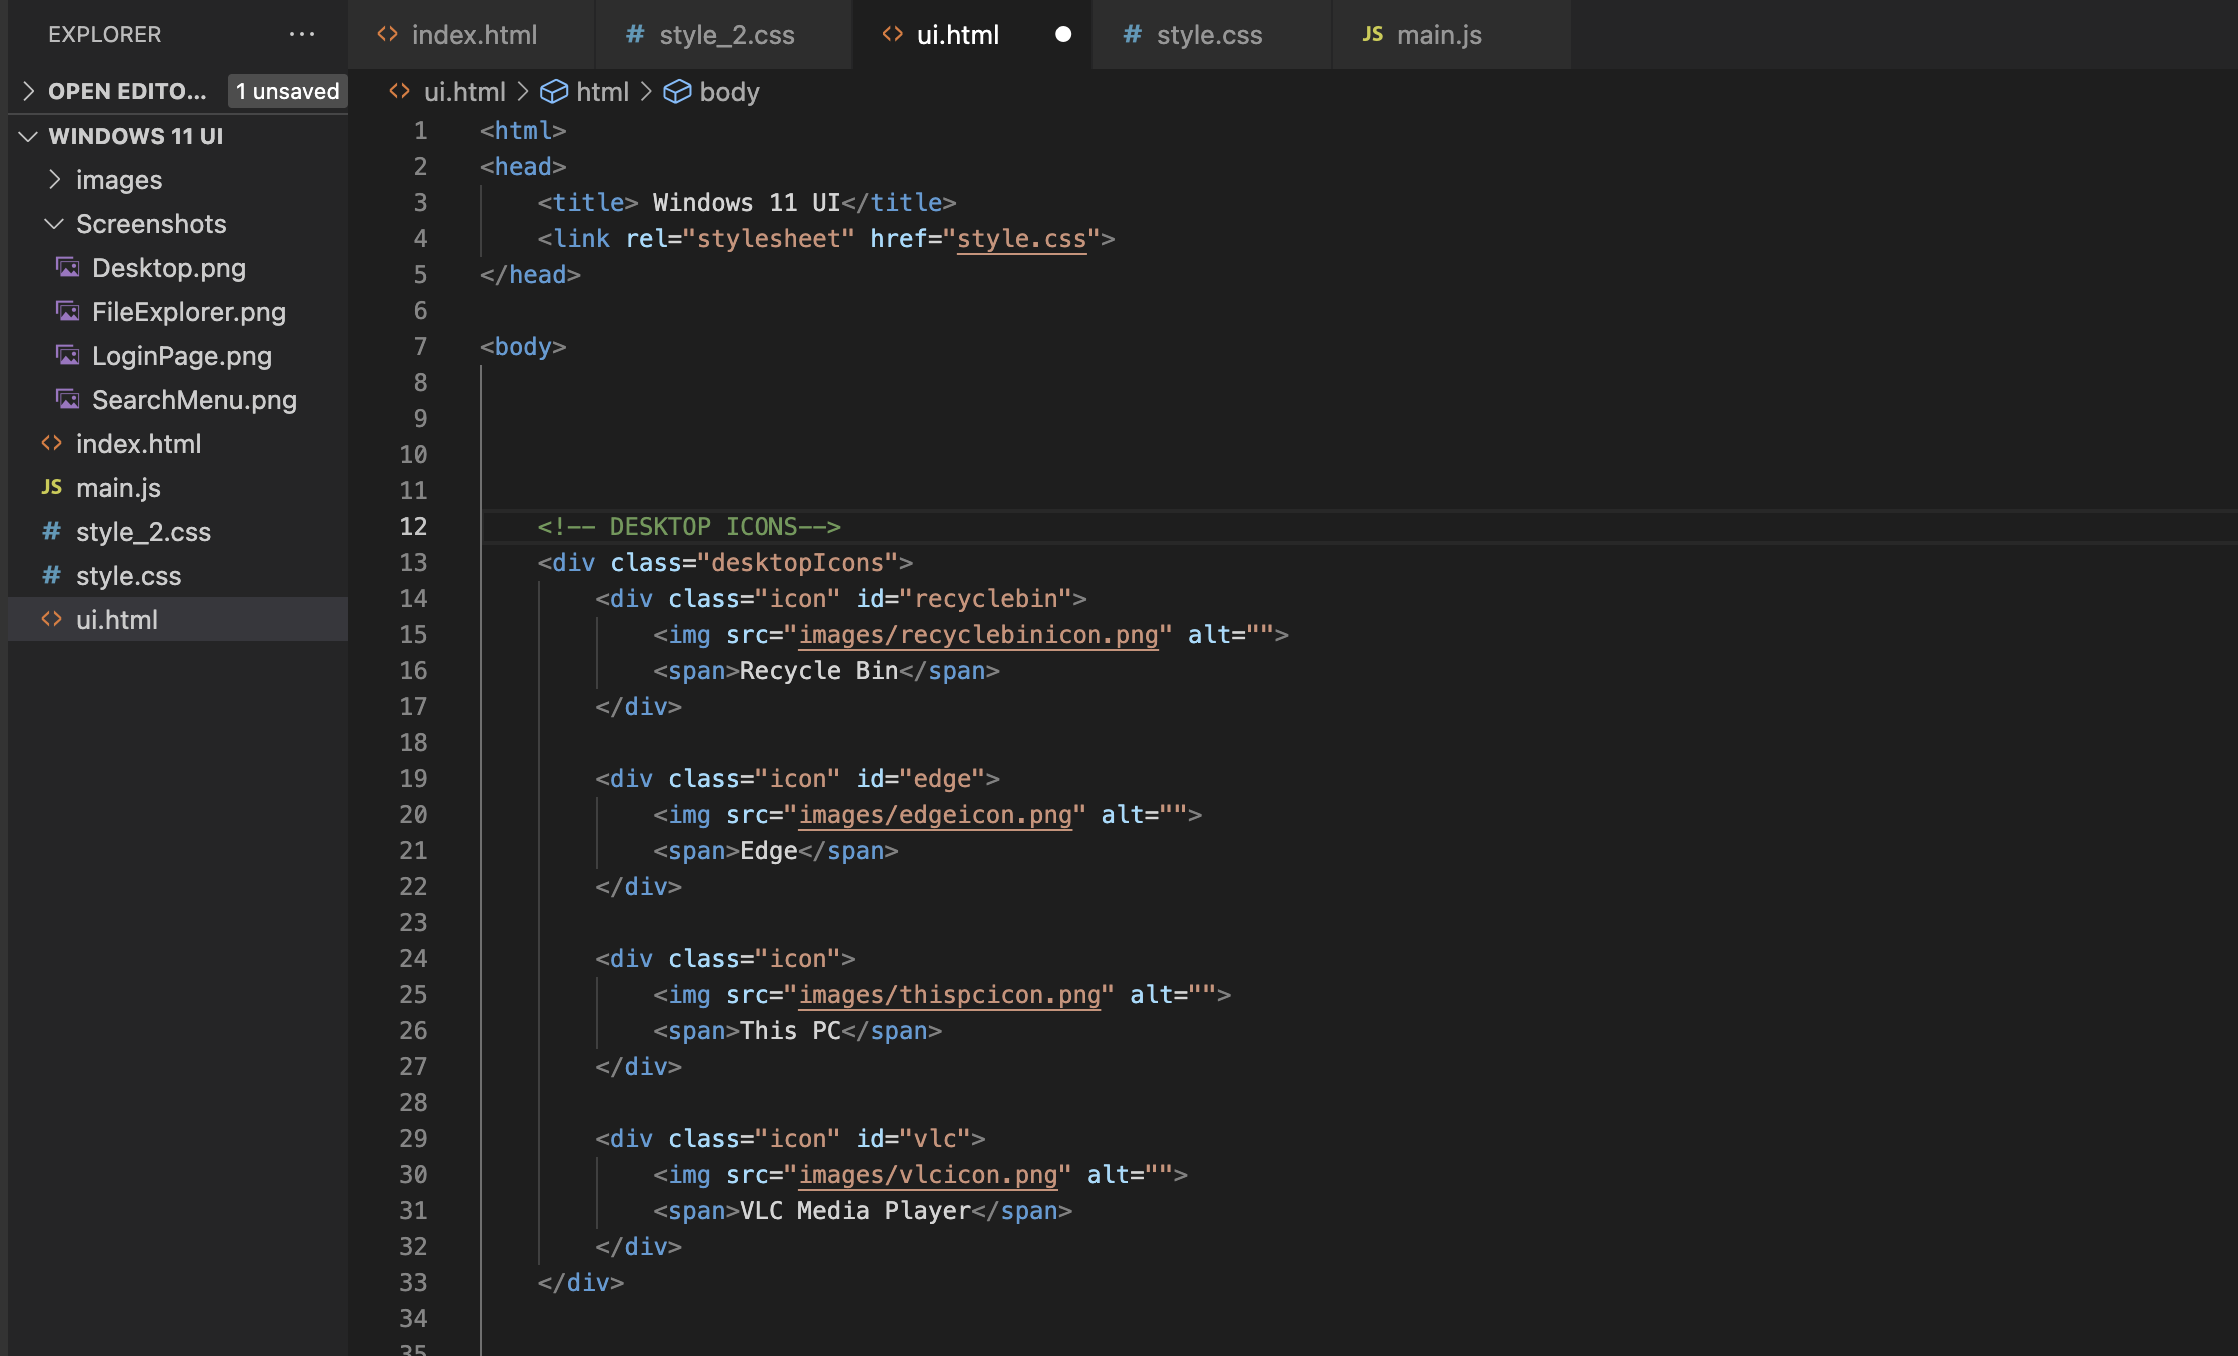 EXPLORER ···
OPEN EDITO... 1 unsaved
WINDOWS 11 UI
images
Screenshots
Desktop.png
FileExplorer.png
LoginPage.png
SearchMenu.png
<> index.html
JS main.js
# style_2.css
# style.css
<> ui.html
<> index.html # style_2.css <> ui.html # style.css JS main.js
<> ui.html > html > body
1 <html>
2 <head>
3     <title> Windows 11 UI</title>
4     <link rel="stylesheet" href="style.css">
5 </head>
6
7 <body>
8
9
10
11
12     <!-- DESKTOP ICONS-->
13     <div class="desktopIcons">
14         <div class="icon" id="recyclebin">
15             <img src="images/recyclebinicon.png" alt="">
16             <span>Recycle Bin</span>
17         </div>
18
19         <div class="icon" id="edge">
20             <img src="images/edgeicon.png" alt="">
21             <span>Edge</span>
22         </div>
23
24         <div class="icon">
25             <img src="images/thispcicon.png" alt="">
26             <span>This PC</span>
27         </div>
28
29         <div class="icon" id="vlc">
30             <img src="images/vlcicon.png" alt="">
31             <span>VLC Media Player</span>
32         </div>
33     </div>
34
35